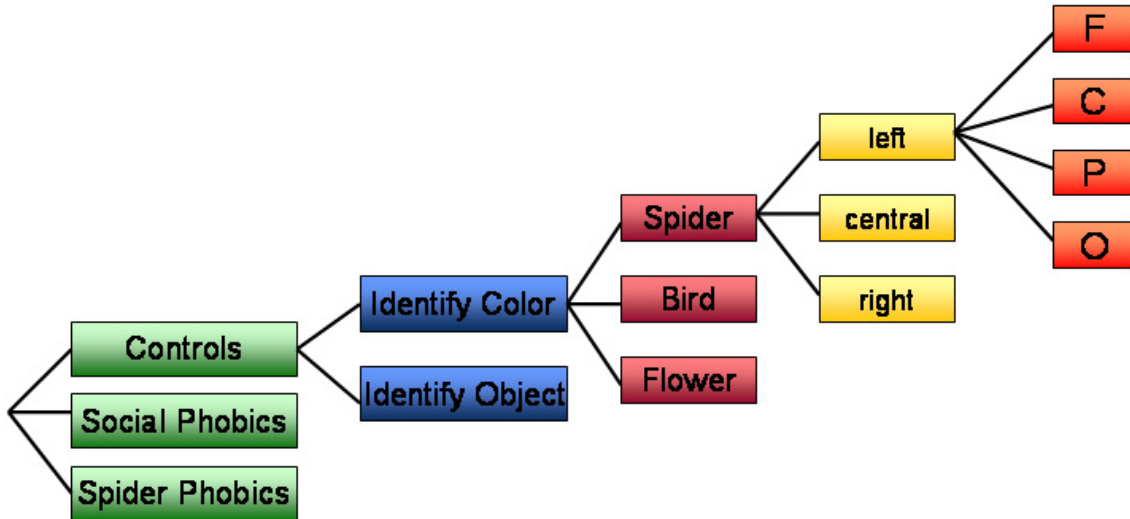 Controls
Social Phobics
Spider Phobics
Identify Color
Identify Object
Spider
Bird
Flower
left
central
right
F
C
P
O